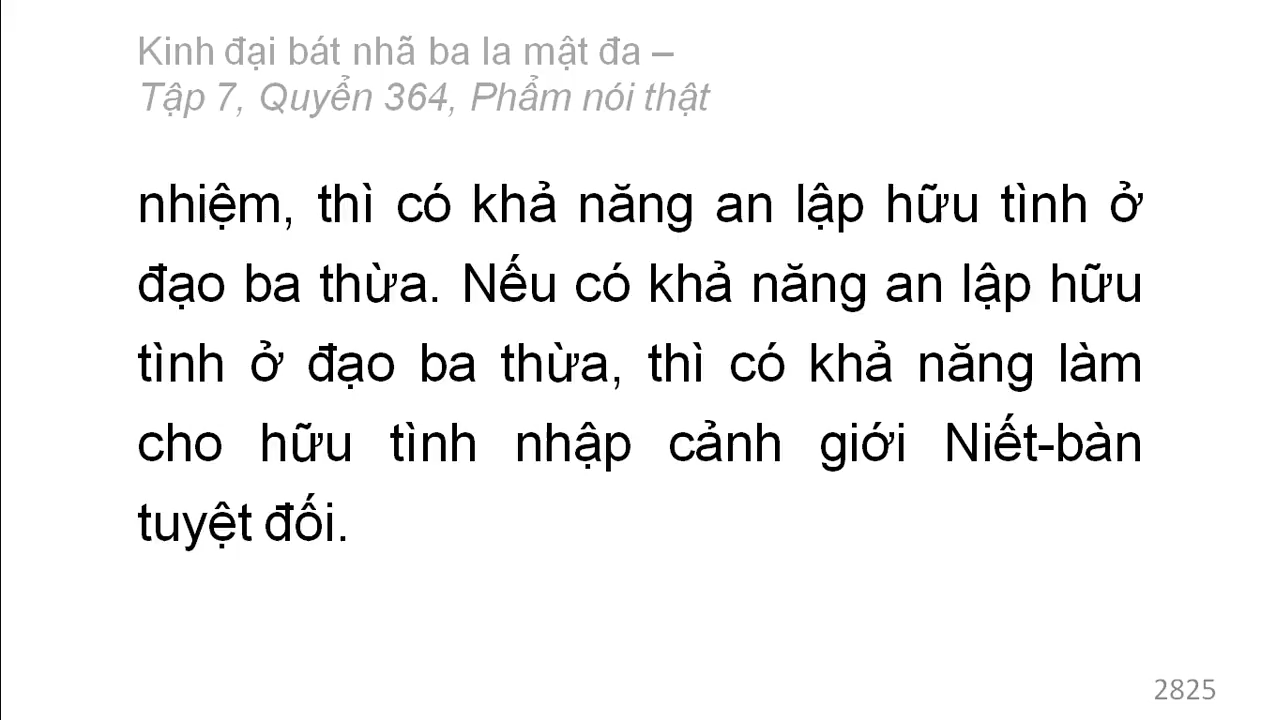 Kinh đại bát nhã ba la mật đa –
Tập 7, Quyển 364, Phẩm nói thật
nhiệm, thì có khả năng an lập hữu tình ở
đạo ba thừa. Nếu có khả năng an lập hữu
tình ở đạo ba thừa, thì có khả năng làm
cho hữu tình nhập cảnh giới Niết-bàn
tuyệt đối.
2825